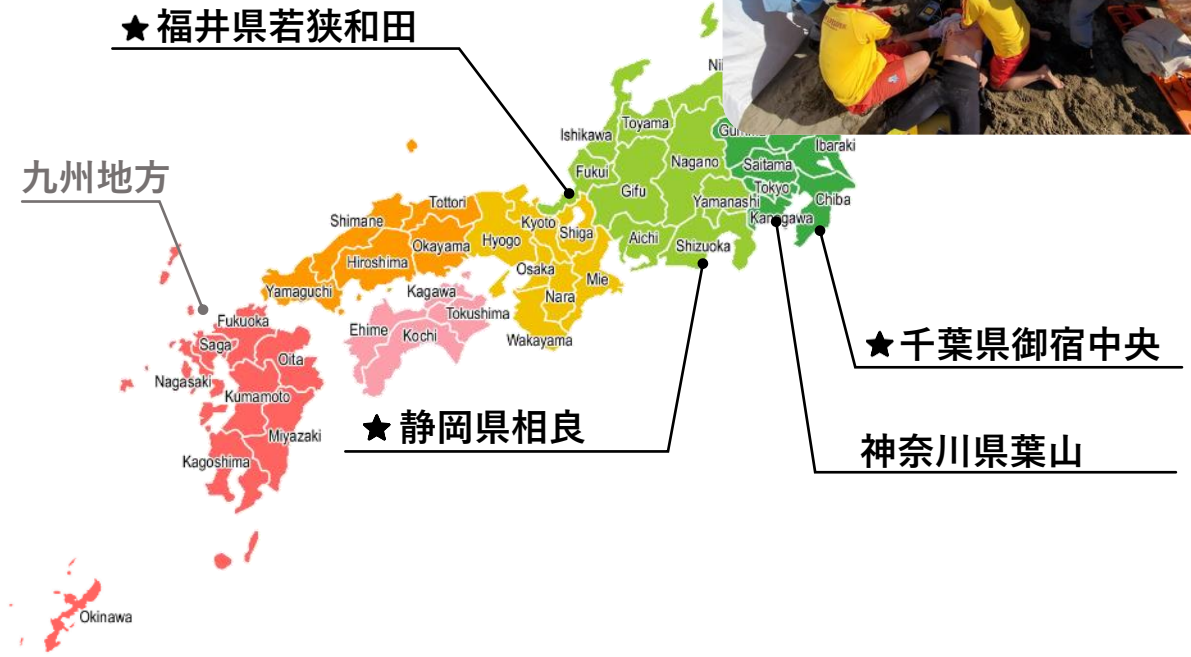 ★福井県若狭和田
Toyama
Ishikawa
Ibaraki
Nagano
Saitama
九州地方
Fukui
Gifu
Tokyo
Tottori
Yamanashi
Chiba
Shimane
Kyoto
Shiga
Kanagawa
Okayama
Hyogo
Aichi
Shizuoka
Hiroshima
Osaka
Mie
Yamaguchi
Kagawa
Nara
Tokushima
Fukuoka
Ehime
Kochi
Wakayama
Saga
★千葉県御宿中央
Oita
Nagasaki
Kumamoto
★静岡県相良
Miyazaki
神奈川県葉山
Kagoshima
Okinawa